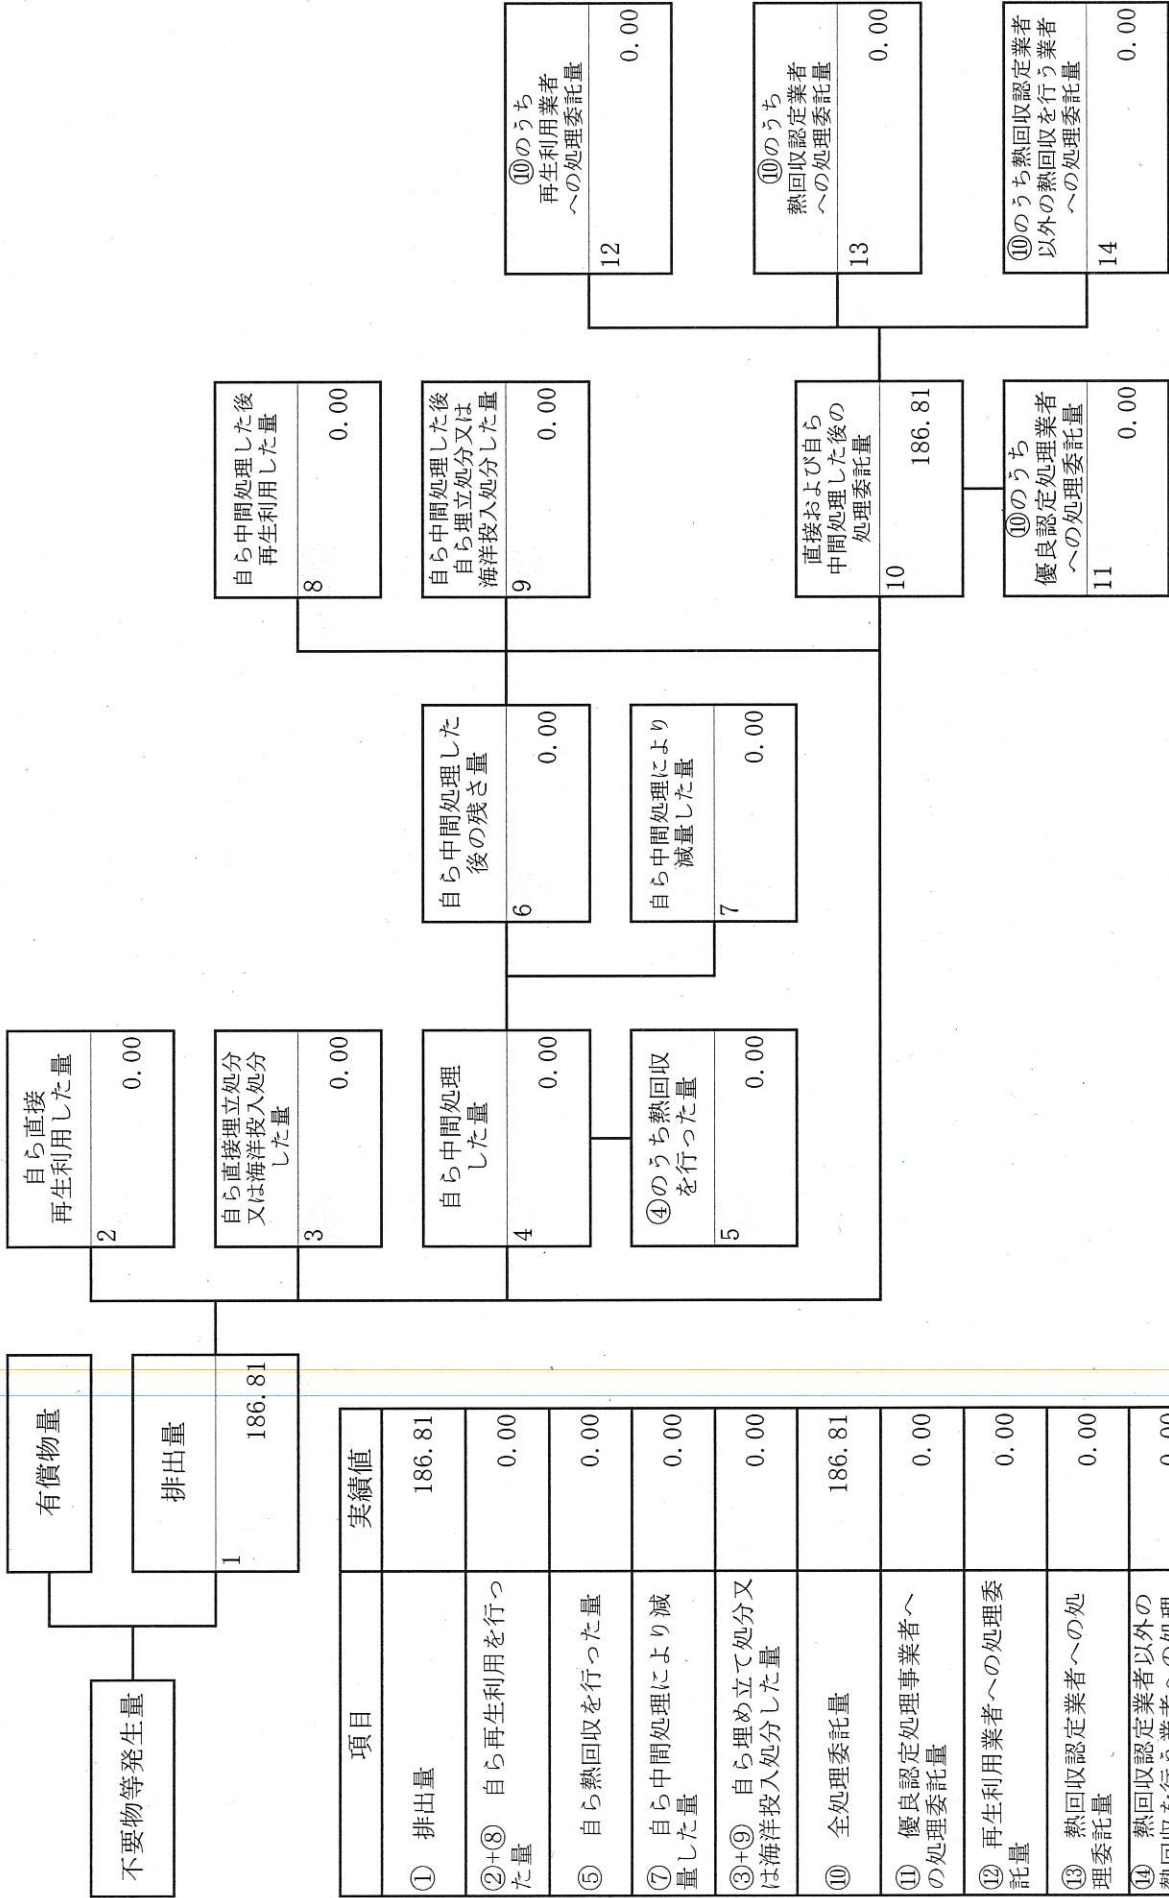 不要物等発生量
有償物量
排出量
1
186.81
自ら直接
再生利用した量
2
0.00
自ら直接埋立処分
又は海洋投入処分
した量
3
0.00
自ら中間処理
した量
4
0.00
④のうち熱回収
を行った量
5
0.00
自ら中間処理した
後の残さ量
6
0.00
自ら中間処理により
減量した量
7
0.00
自ら中間処理した後
再生利用した量
8
0.00
自ら中間処理した後
自ら埋立処分又は
海洋投入処分した量
9
0.00
直接および自ら
中間処理した後の
処理委託量
10
186.81
⑩のうち
優良認定処理業者
への処理委託量
11
0.00
⑩のうち
再生利用業者
への処理委託量
12
0.00
⑩のうち
熱回収認定業者
への処理委託量
13
0.00
⑩のうち熱回収認定業者
以外の熱回収を行う業者
への処理委託量
14
0.00
項目 実績値
① 排出量 186.81
②+⑧ 自ら再生利用を行っ
た量 0.00
⑤ 自ら熱回収を行った量 0.00
⑦ 自ら中間処理により減
量した量 0.00
③+⑨ 自ら埋め立て処分又
は海洋投入処分した量 0.00
⑩ 全処理委託量 186.81
⑪ 優良認定処理事業者へ
の処理委託量 0.00
⑫ 再生利用業者への処理委
託量 0.00
⑬ 熱回収認定業者への処
理委託量 0.00
⑭ 熱回収認定業者以外の
熱回収を行う業者への処理 0.00